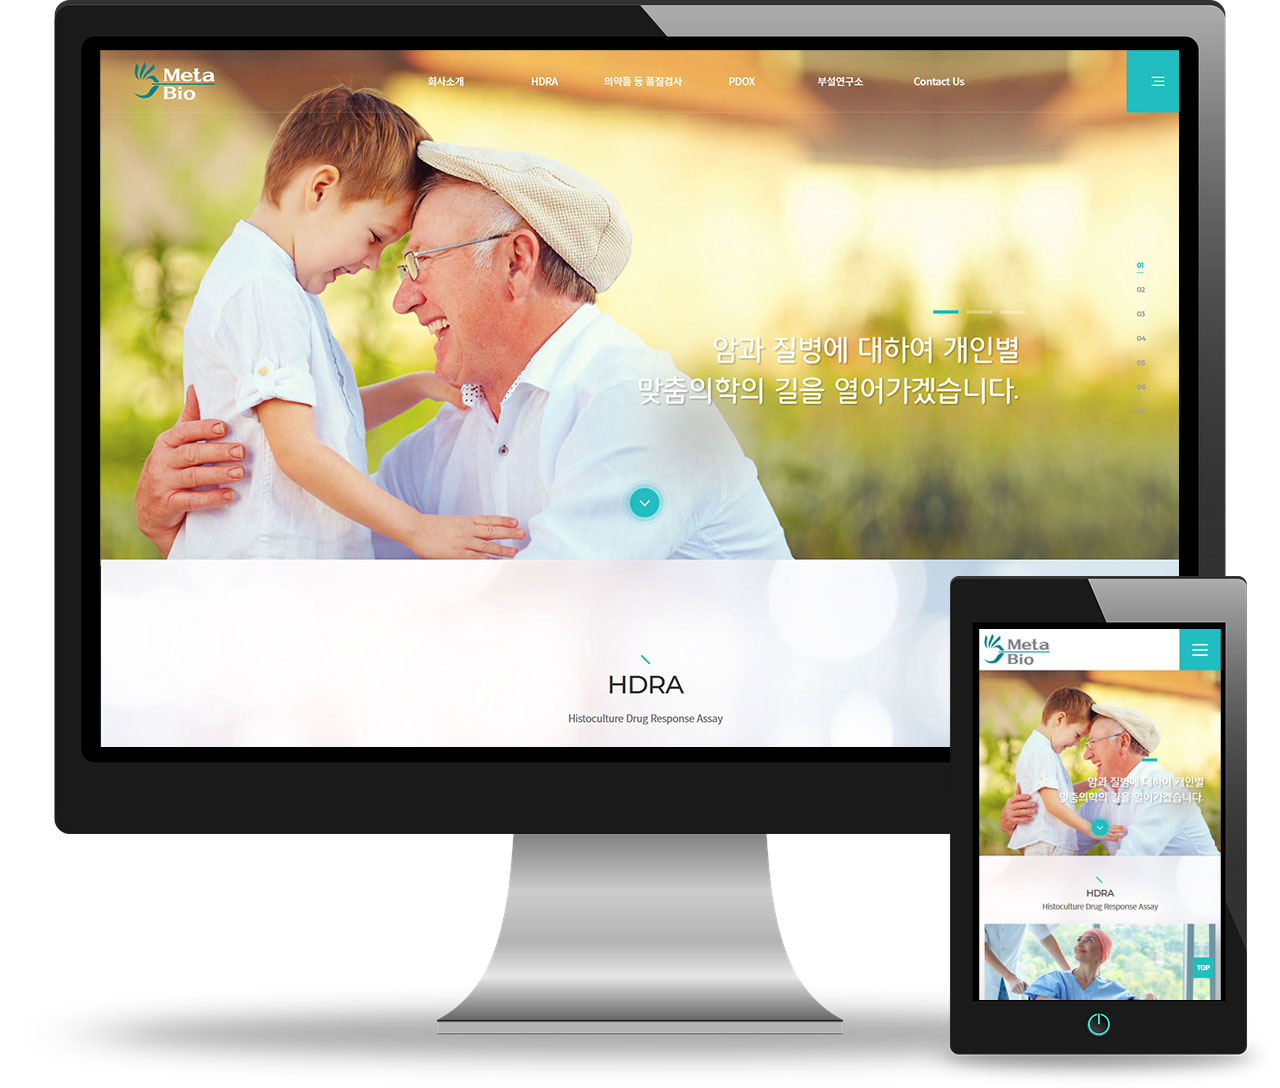 Meta
Bio
회사소개 HDRA 의약품 등 품질검사 PDOX 부설연구소 Contact Us
01
02
03
04
05
06
07
암과 질병에 대하여 개인별
맞춤의학의 길을 열어가겠습니다.
HDRA
Histoculture Drug Response Assay
Meta
Bio
암과 질병에 대하여 개인별
맞춤의학의 길을 열어가겠습니다.
HDRA
Histoculture Drug Response Assay
TOP